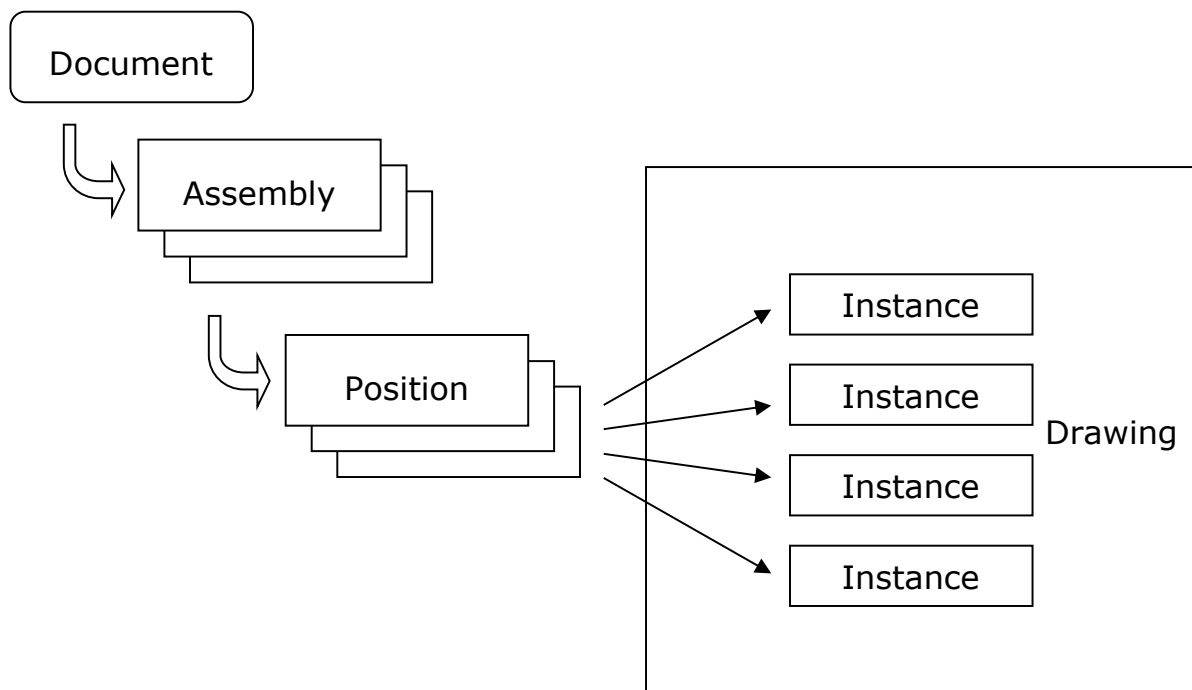 Document
Assembly
Position
Instance
Instance
Drawing
Instance
Instance